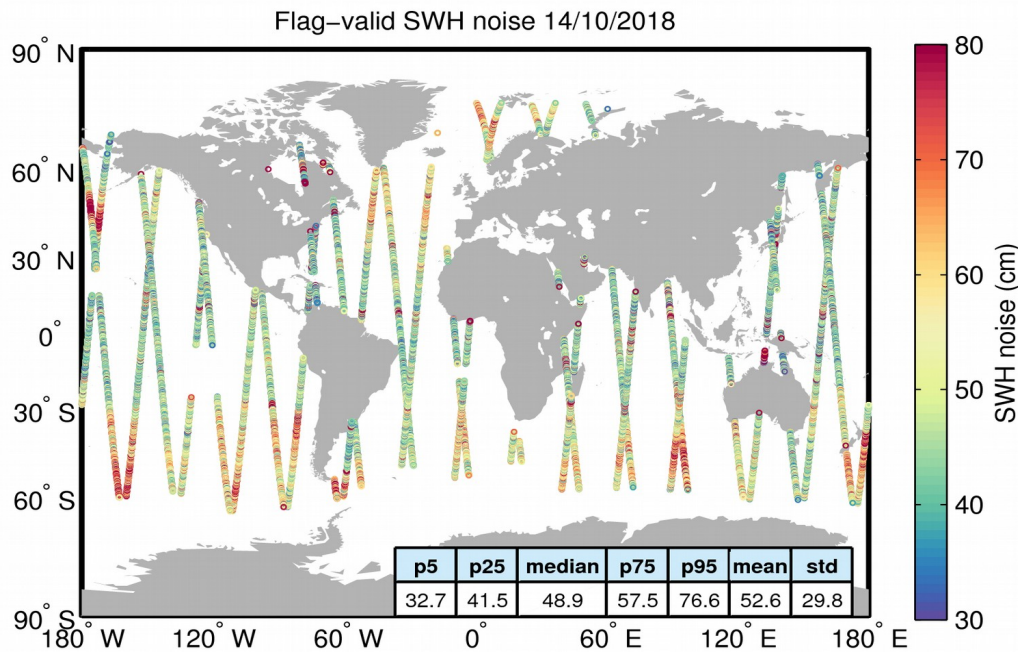 Flag−valid SWH noise 14/10/2018
90° N
60° N
30° N
0°
30° S
60° S
90° S
180° W
120° W
60° W
0°
60° E
120° E
180° E
p5 p25 median p75 p95 mean std
32.7 41.5 48.9 57.5 76.6 52.6 29.8
80
70
60
50
40
30
SWH noise (cm)